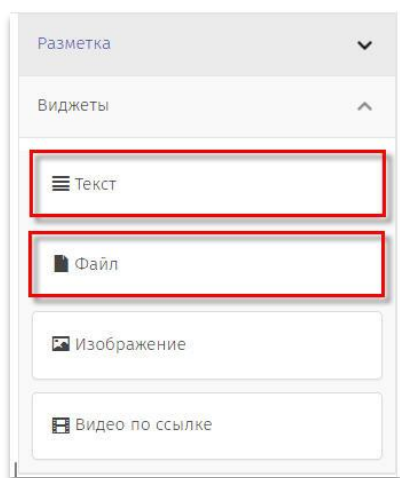 Разметка
Виджеты
Текст
Файл
Изображение
Видео по ссылке